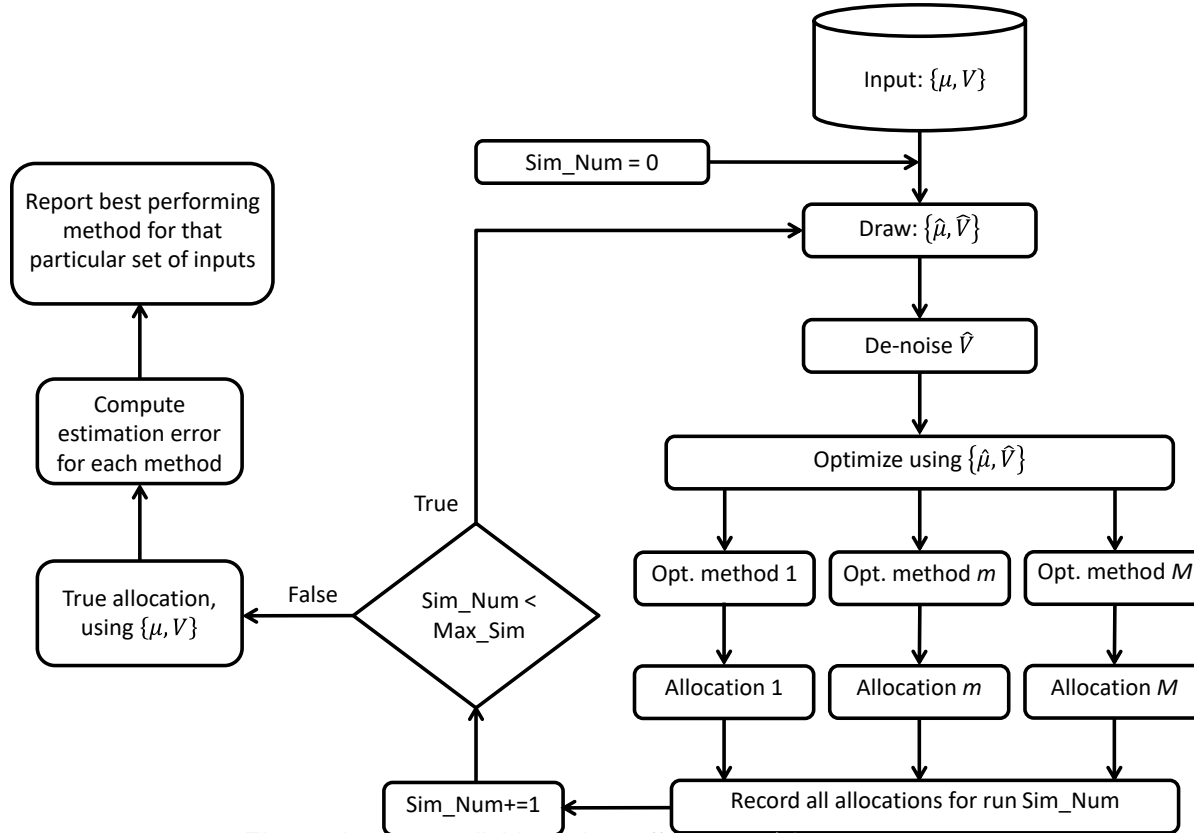 Input: {μ, V}
Sim_Num = 0
Draw: {μ̂, V̂}
De-noise V̂
Optimize using {μ̂, V̂}
Opt. method 1
Opt. method m
Opt. method M
Allocation 1
Allocation m
Allocation M
Record all allocations for run Sim_Num
Sim_Num+=1
Sim_Num <
Max_Sim
True
False
True allocation,
using {μ, V}
Compute
estimation error
for each method
Report best performing
method for that
particular set of inputs